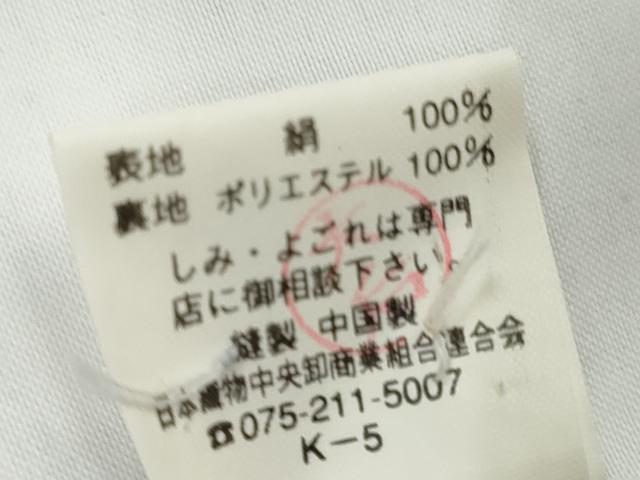 表地 絹 100%
裏地 ポリエステル 100%
しみ・よごれは専門
店に御相談下さい。
縫製 中国製
日本織物中央卸商業組合連合会
☎075-211-5007
K-5